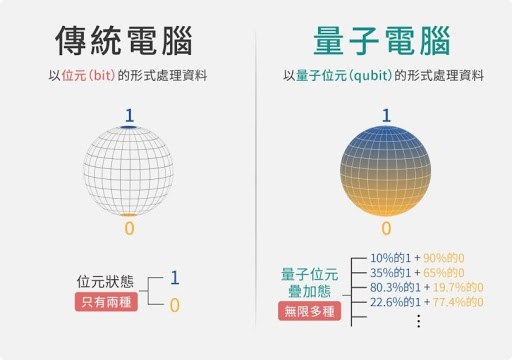 傳統電腦
以位元（bit）的形式處理資料
1
0
位元狀態
只有兩種
1
0
量子電腦
以量子位元（qubit）的形式處理資料
1
0
量子位元
疊加態
無限多種
10%的1 + 90%的0
35%的1 + 65%的0
80.3%的1 + 19.7%的0
22.6%的1 + 77.4%的0
⋮